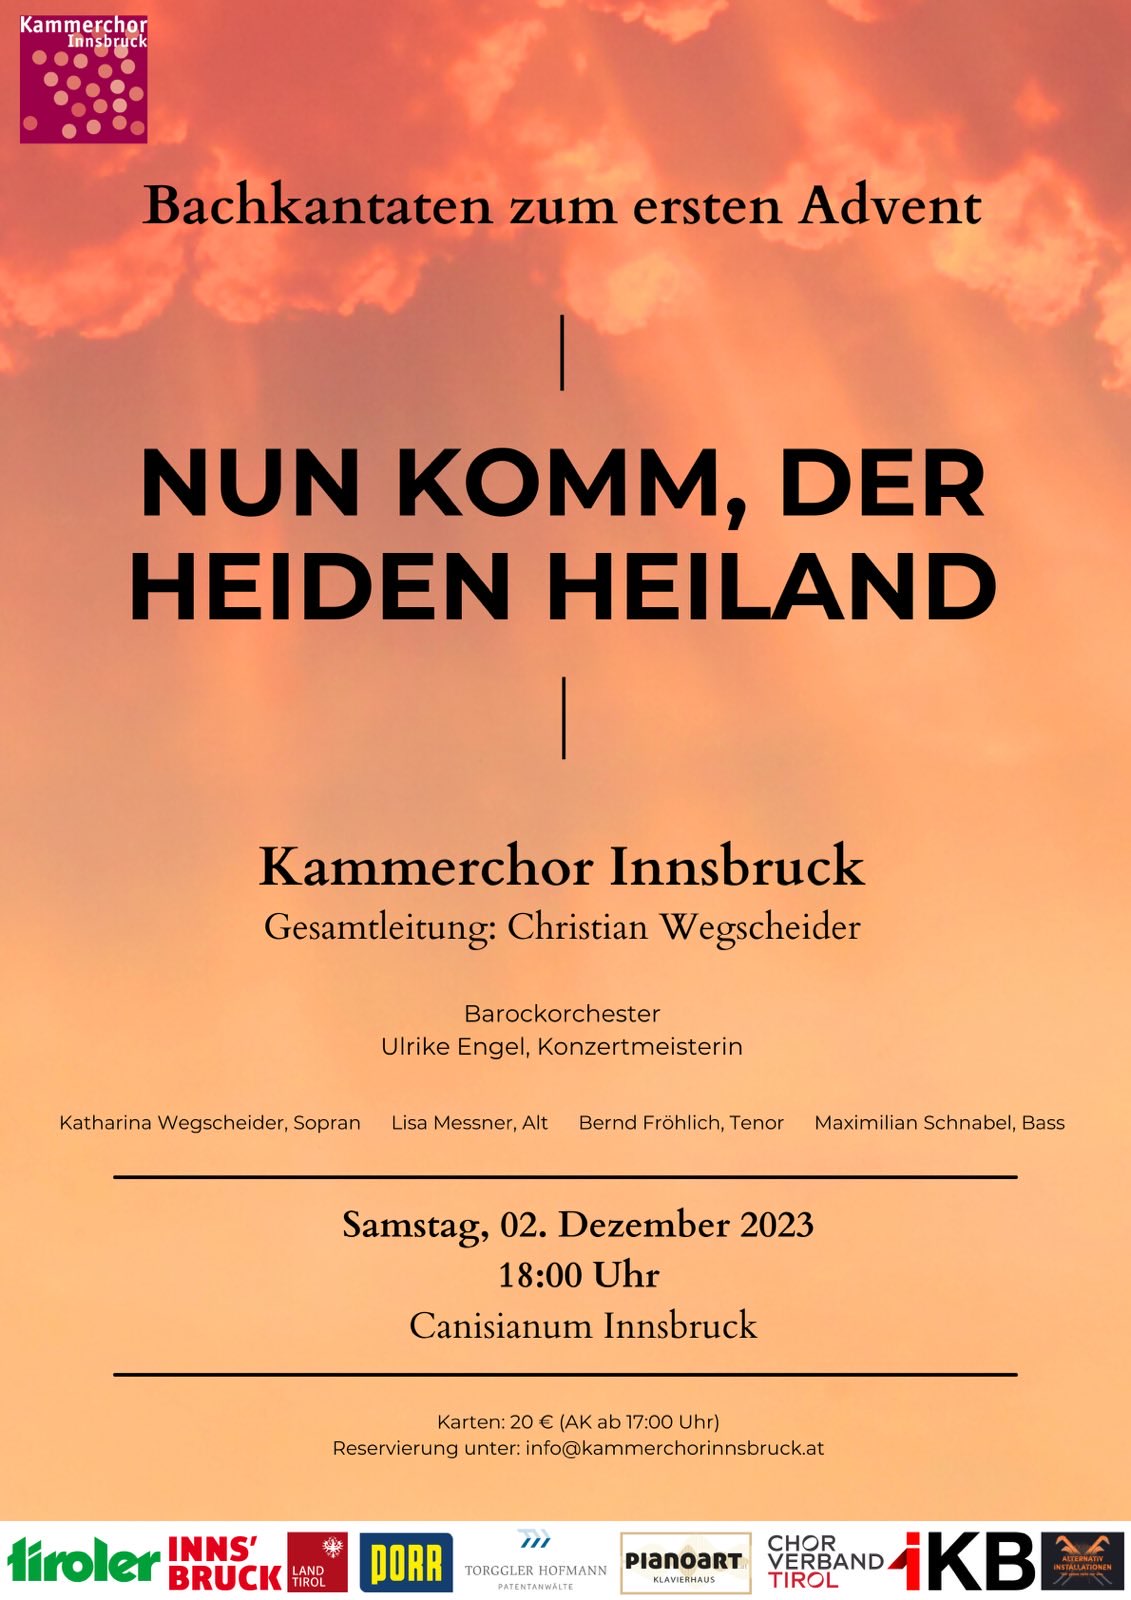 Kammerchor
Innsbruck
Bachkantaten zum ersten Advent
NUN KOMM, DER
HEIDEN HEILAND
Kammerchor Innsbruck
Gesamtleitung: Christian Wegscheider
Barockorchester
Ulrike Engel, Konzertmeisterin
Katharina Wegscheider, Sopran Lisa Messner, Alt Bernd Fröhlich, Tenor Maximilian Schnabel, Bass
Samstag, 02. Dezember 2023
18:00 Uhr
Canisianum Innsbruck
Karten: 20 € (AK ab 17:00 Uhr)
Reservierung unter: info@kammerchorinnsbruck.at
tiroler
INNS'
BRUCK
LAND
TIROL
PORR
TORGGLER HOFMANN
PATENTANWÄLTE
PIANOART
KLAVIERHAUS
CHOR
VERBAND
TIROL
iKB
ALTERNATIV
INSTALLATIONEN